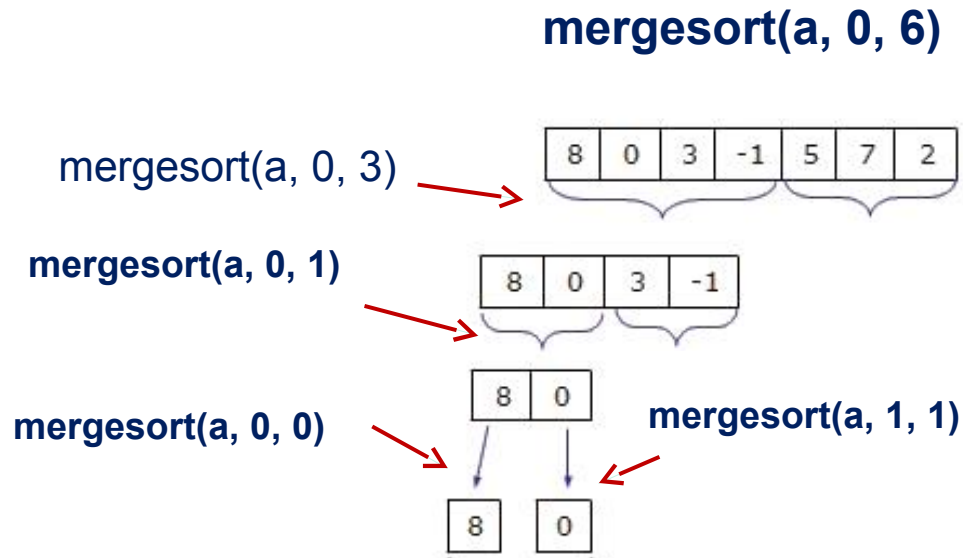 mergesort(a, 0, 6)
8 0 3 -1 5 7 2
mergesort(a, 0, 3)
mergesort(a, 0, 1)
8 0 3 -1
8 0
mergesort(a, 0, 0)
mergesort(a, 1, 1)
8 0